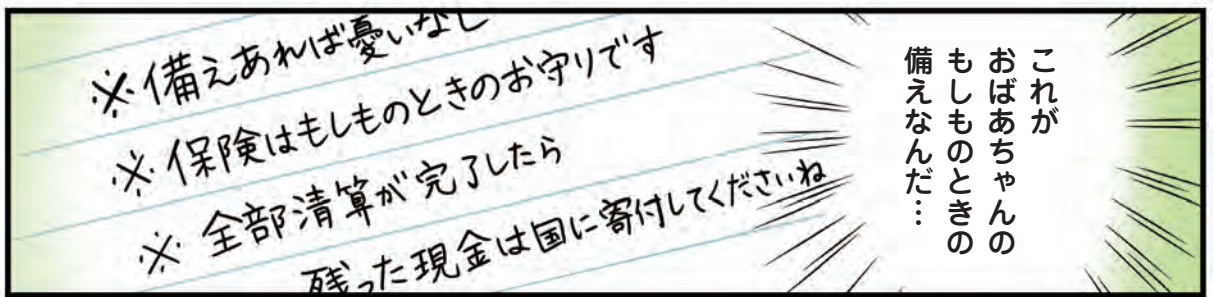 これが
おばあちゃんの
もしものときの
備えなんだ…
※備えあれば憂いなし
※保険はもしものときのお守りです
※全部清算が完了したら
残った現金は国に寄付してくださいね